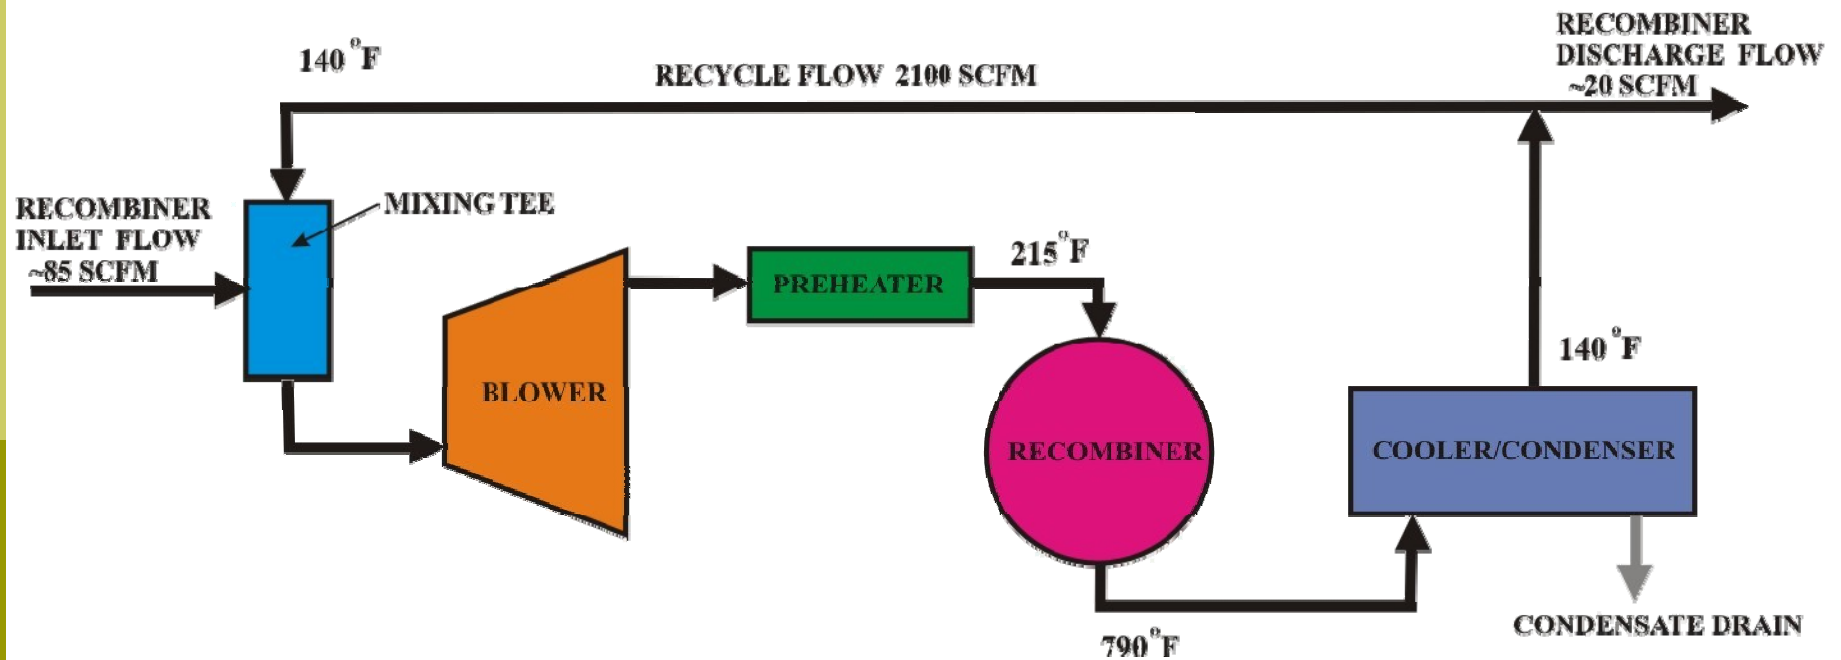 140 °F
RECYCLE FLOW 2100 SCFM
RECOMBINER
DISCHARGE FLOW
~20 SCFM
RECOMBINER
INLET FLOW
~85 SCFM
MIXING TEE
BLOWER
PREHEATER
215 °F
RECOMBINER
790 °F
COOLER/CONDENSER
140 °F
CONDENSATE DRAIN